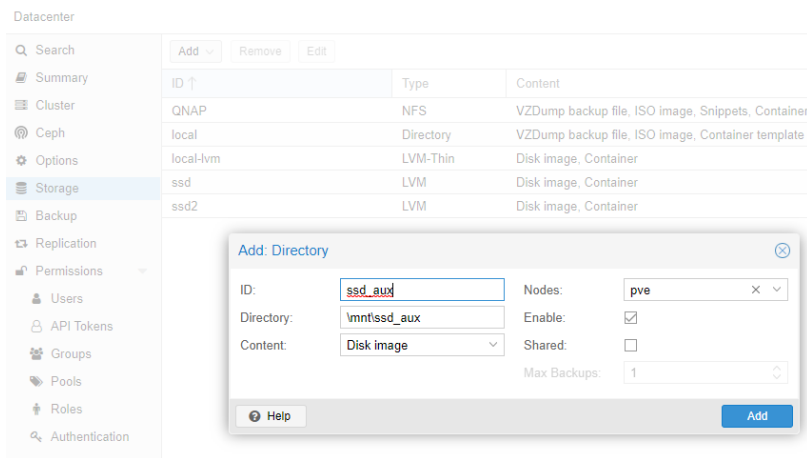 Datacenter
Search
Summary
Cluster
Ceph
Options
Storage
Backup
Replication
Permissions
Users
API Tokens
Groups
Pools
Roles
Authentication
Add Remove Edit
ID ↑ Type Content
QNAP NFS VZDump backup file, ISO image, Snippets, Container
local Directory VZDump backup file, ISO image, Container template
local-lvm LVM-Thin Disk image, Container
ssd LVM Disk image, Container
ssd2 LVM Disk image, Container
Add: Directory
ID: ssd_aux Nodes: pve
Directory: \mnt\ssd_aux Enable:
Content: Disk image Shared:
Max Backups: 1
Help Add